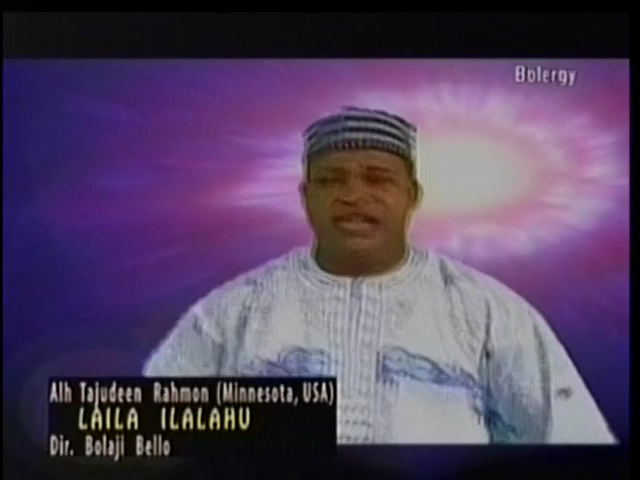 Bolergy
Alh Tajudeen Rahmon (Minnesota, USA)
LAILA ILALAHU
Dir. Bolaji Bello